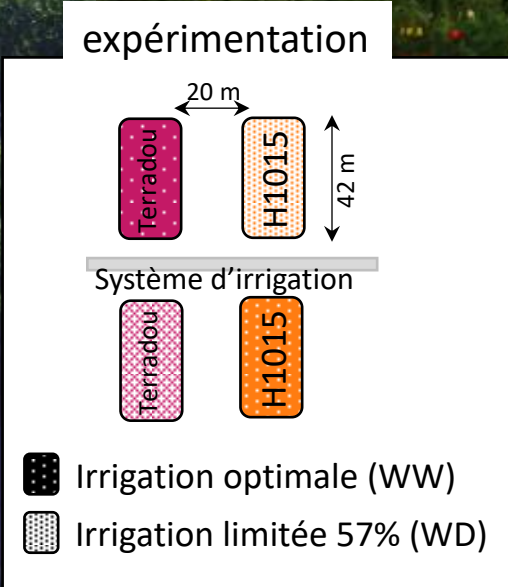 expérimentation
20 m
Terradou
H1015
42 m
Système d'irrigation
Terradou
H1015
Irrigation optimale (WW)
Irrigation limitée 57% (WD)